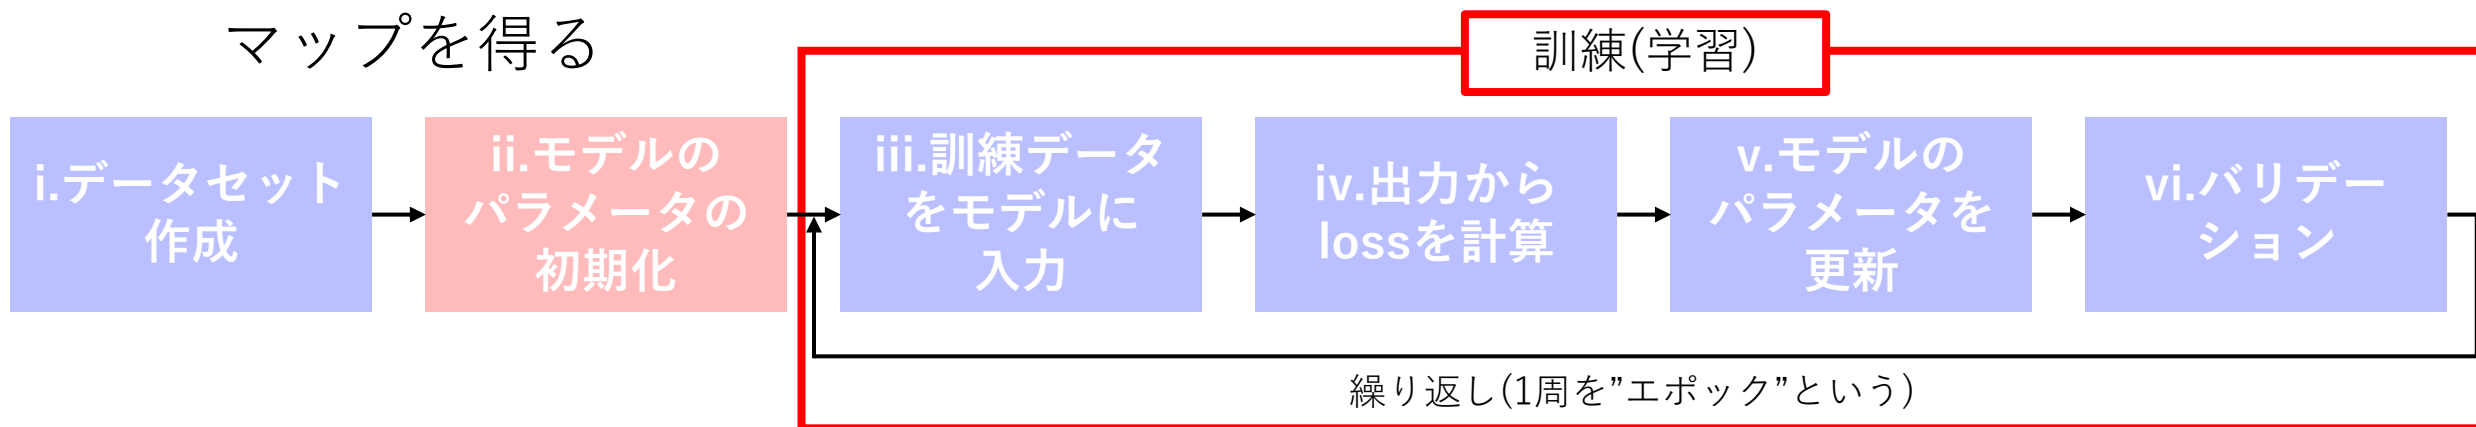 マップを得る
訓練(学習)
i.データセット
作成
ii.モデルの
パラメータの
初期化
iii.訓練データ
をモデルに
入力
iv.出力から
lossを計算
v.モデルの
パラメータを
更新
vi.バリデー
ション
繰り返し(1周を”エポック”という)